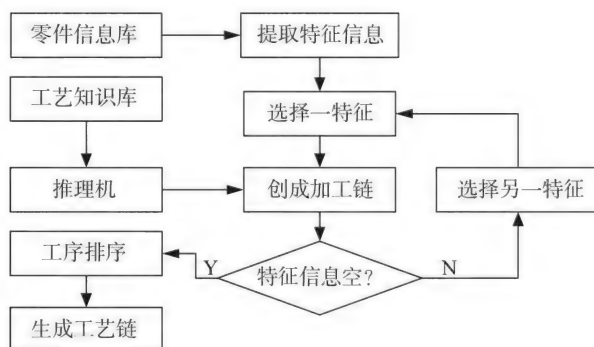 零件信息库
提取特征信息
工艺知识库
选择一特征
推理机
创成加工链
选择另一特征
工序排序
Y
特征信息空?
N
生成工艺链